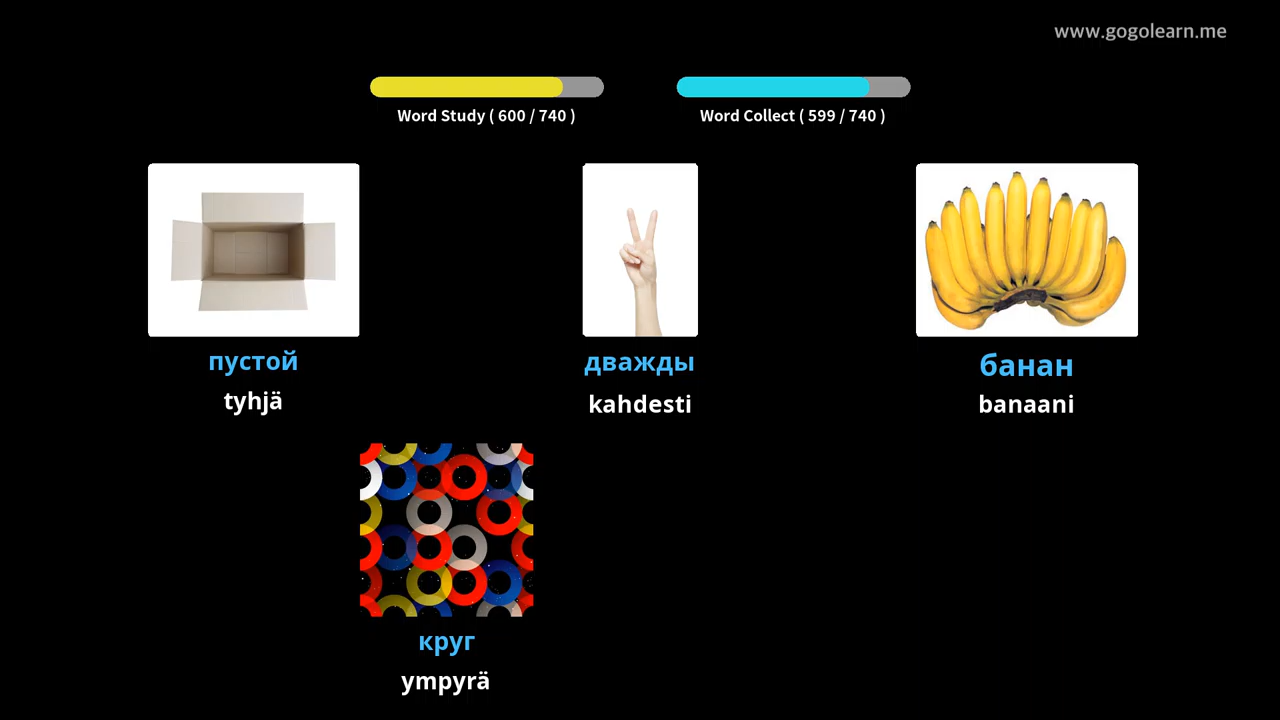 www.gogolearn.me
Word Study ( 600 / 740 )
Word Collect ( 599 / 740 )
пустой
дважды
банан
tyhjä
kahdesti
banaani
круг
ympyrä